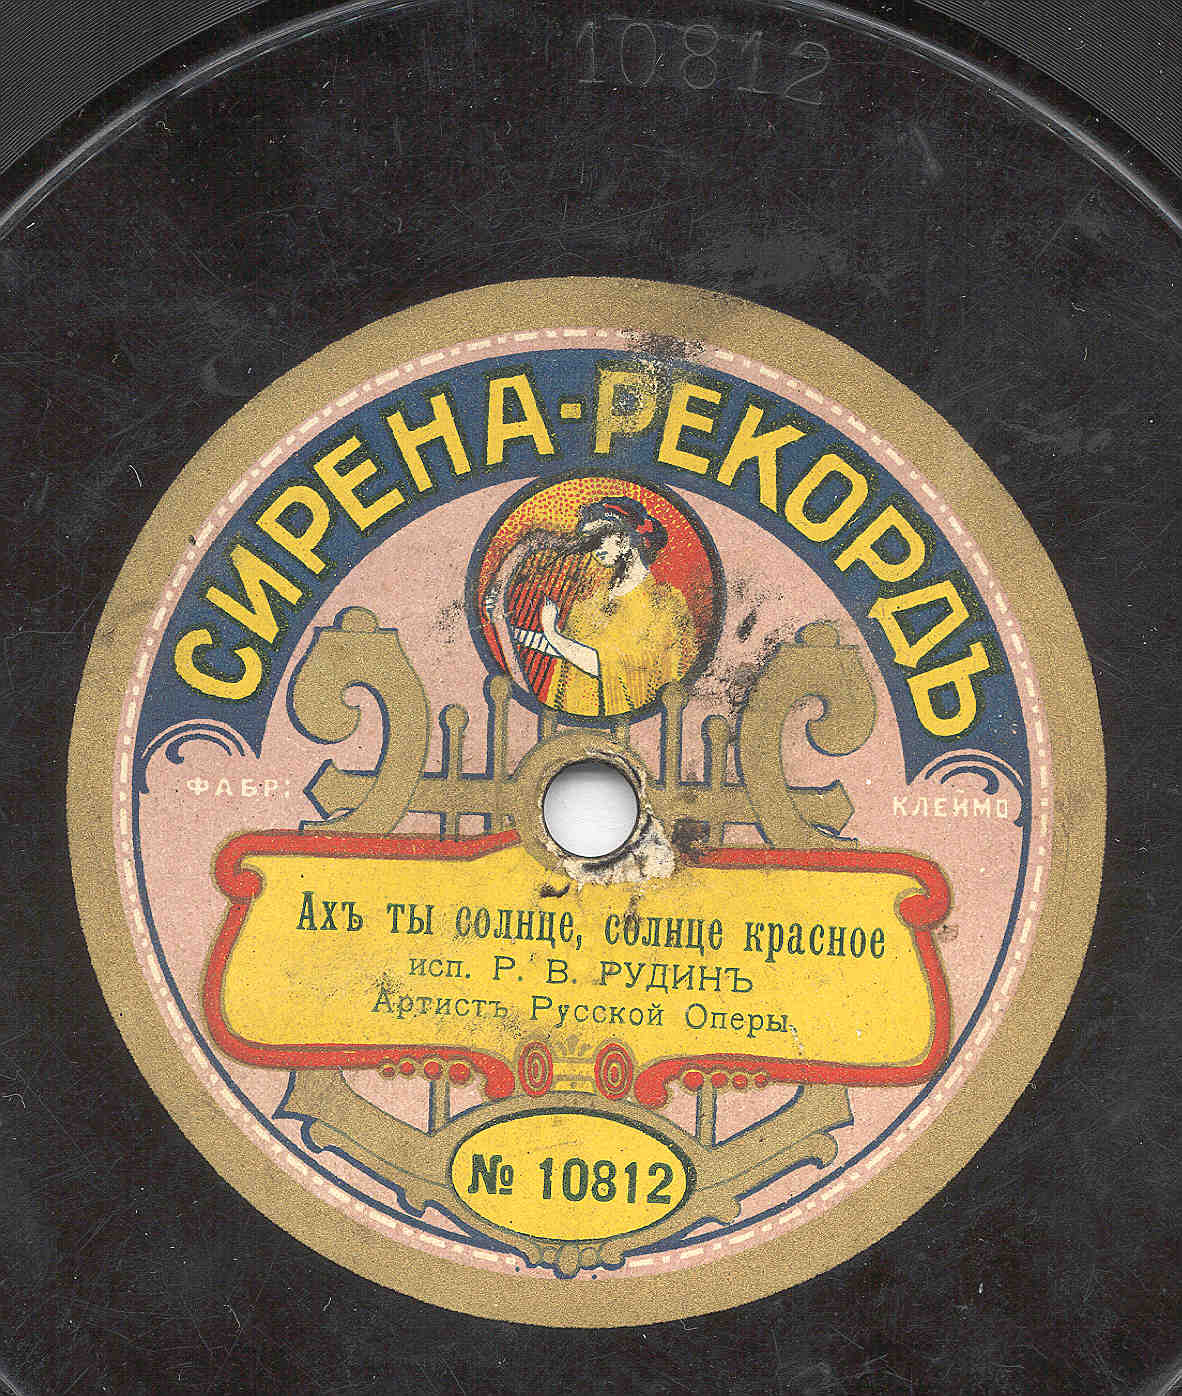 10812
СИРЕНА-РЕКОРДЪ
ФАБР:
КЛЕЙМО
Ахъ ты солнце, солнце красное
исп. Р. В. РУДИНЪ
Артистъ Русской Оперы.
№ 10812